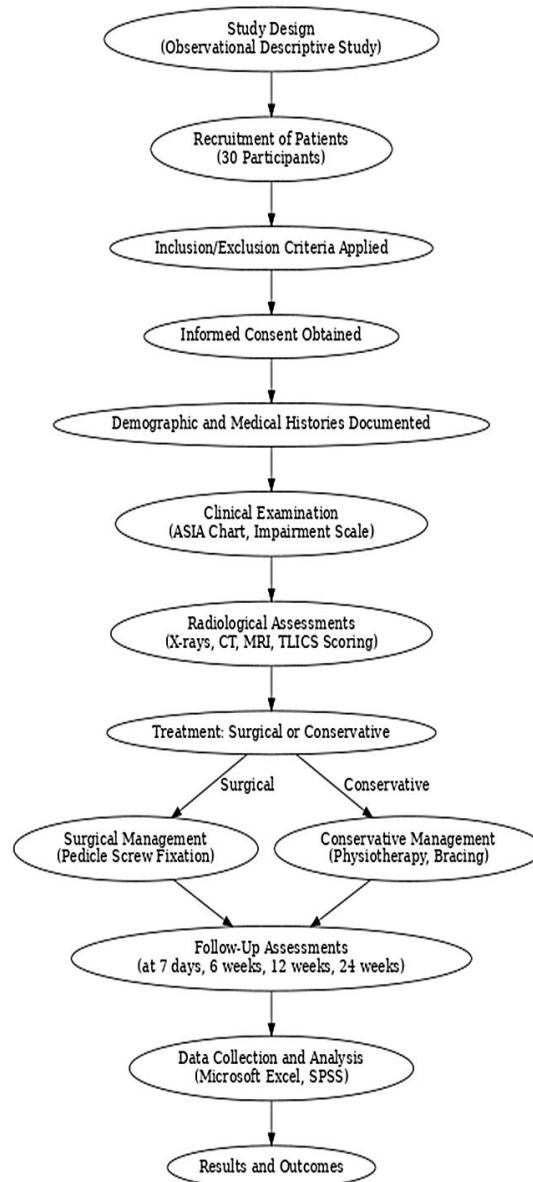 Study Design
(Observational Descriptive Study)
Recruitment of Patients
(30 Participants)
Inclusion/Exclusion Criteria Applied
Informed Consent Obtained
Demographic and Medical Histories Documented
Clinical Examination
(ASIA Chart, Impairment Scale)
Radiological Assessments
(X-rays, CT, MRI, TLICS Scoring)
Treatment: Surgical or Conservative
Surgical
Conservative
Surgical Management
(Pedicle Screw Fixation)
Conservative Management
(Physiotherapy, Bracing)
Follow-Up Assessments
(at 7 days, 6 weeks, 12 weeks, 24 weeks)
Data Collection and Analysis
(Microsoft Excel, SPSS)
Results and Outcomes